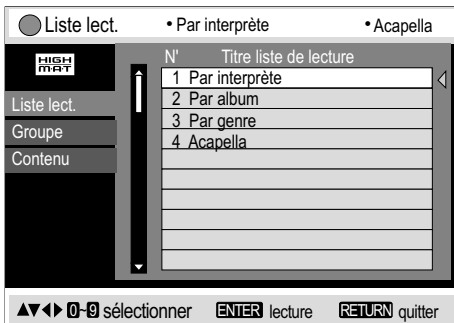 Liste lect. • Par interprète • Acapella
HIGH
MAT
N' Titre liste de lecture
1 Par interprète
2 Par album
3 Par genre
4 Acapella
Liste lect.
Groupe
Contenu
▲▼◀▶ 0~9 sélectionner ENTER lecture RETURN quitter